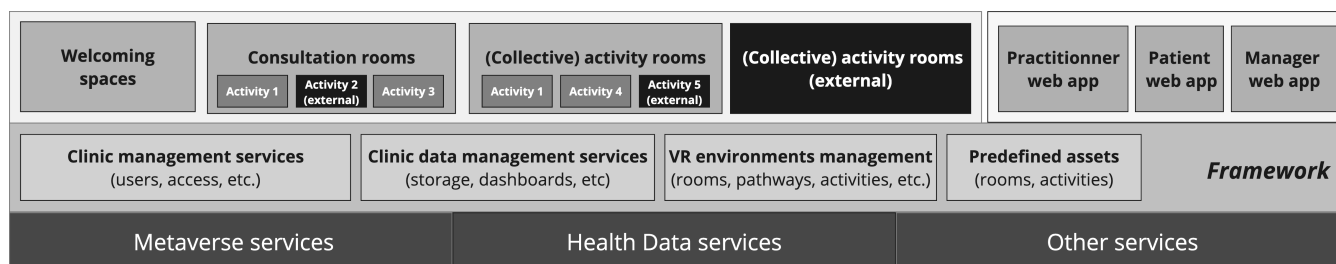 Welcoming
spaces
Consultation rooms
Activity 1
Activity 2
(external)
Activity 3
(Collective) activity rooms
Activity 1
Activity 4
Activity 5
(external)
(Collective) activity rooms
(external)
Practitionner
web app
Patient
web app
Manager
web app
Clinic management services
(users, access, etc.)
Clinic data management services
(storage, dashboards, etc)
VR environments management
(rooms, pathways, activities, etc.)
Predefined assets
(rooms, activities)
Framework
Metaverse services
Health Data services
Other services